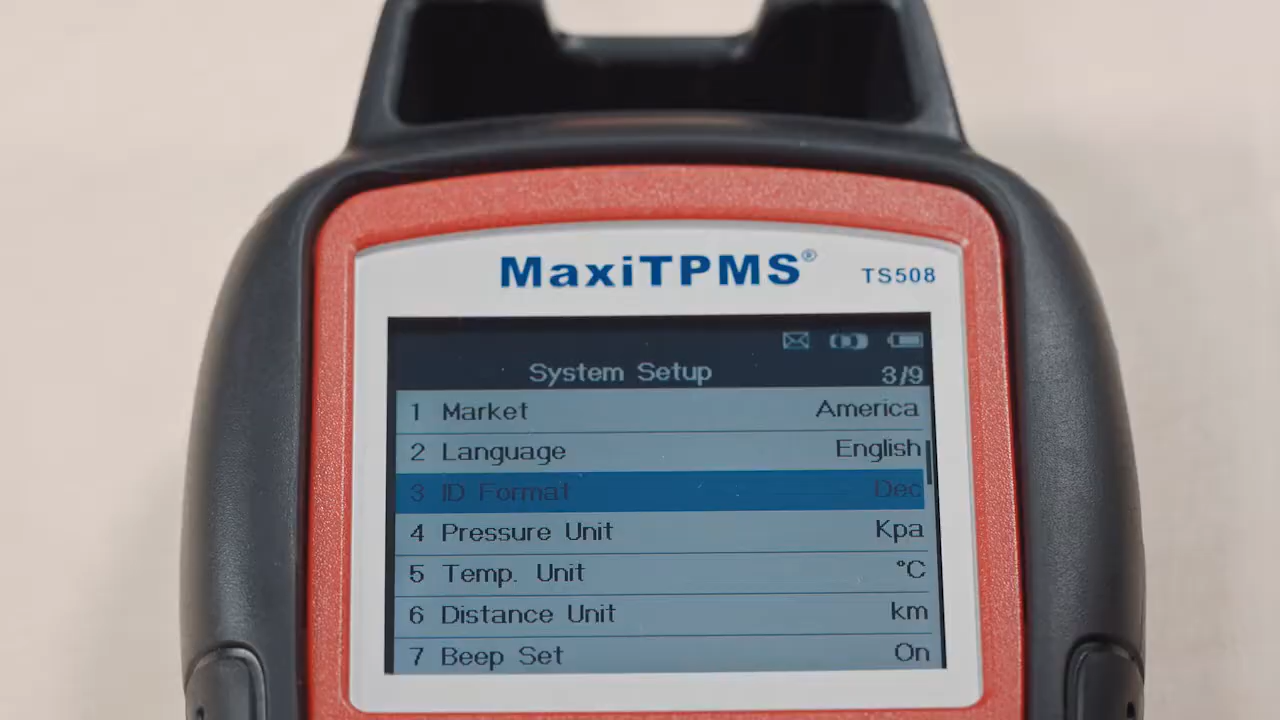 MaxiTPMS® TS508
System Setup 3/9
1 Market America
2 Language English
3 ID Format Dec
4 Pressure Unit Kpa
5 Temp. Unit °C
6 Distance Unit km
7 Beep Set On